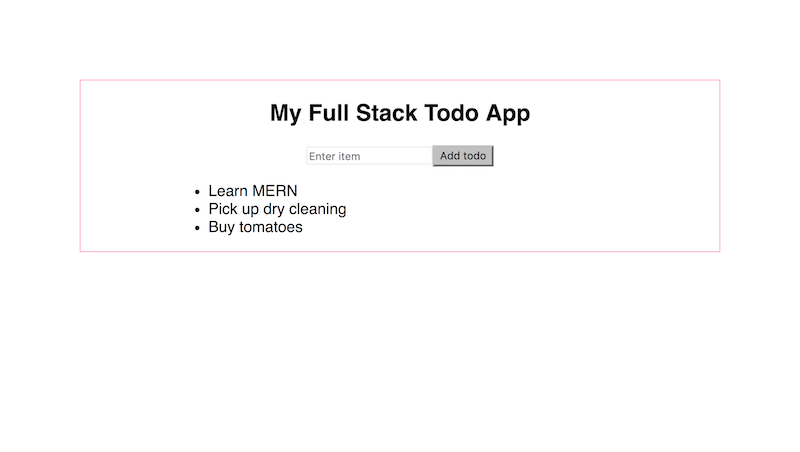 My Full Stack Todo App
Enter item Add todo
Learn MERN
Pick up dry cleaning
Buy tomatoes